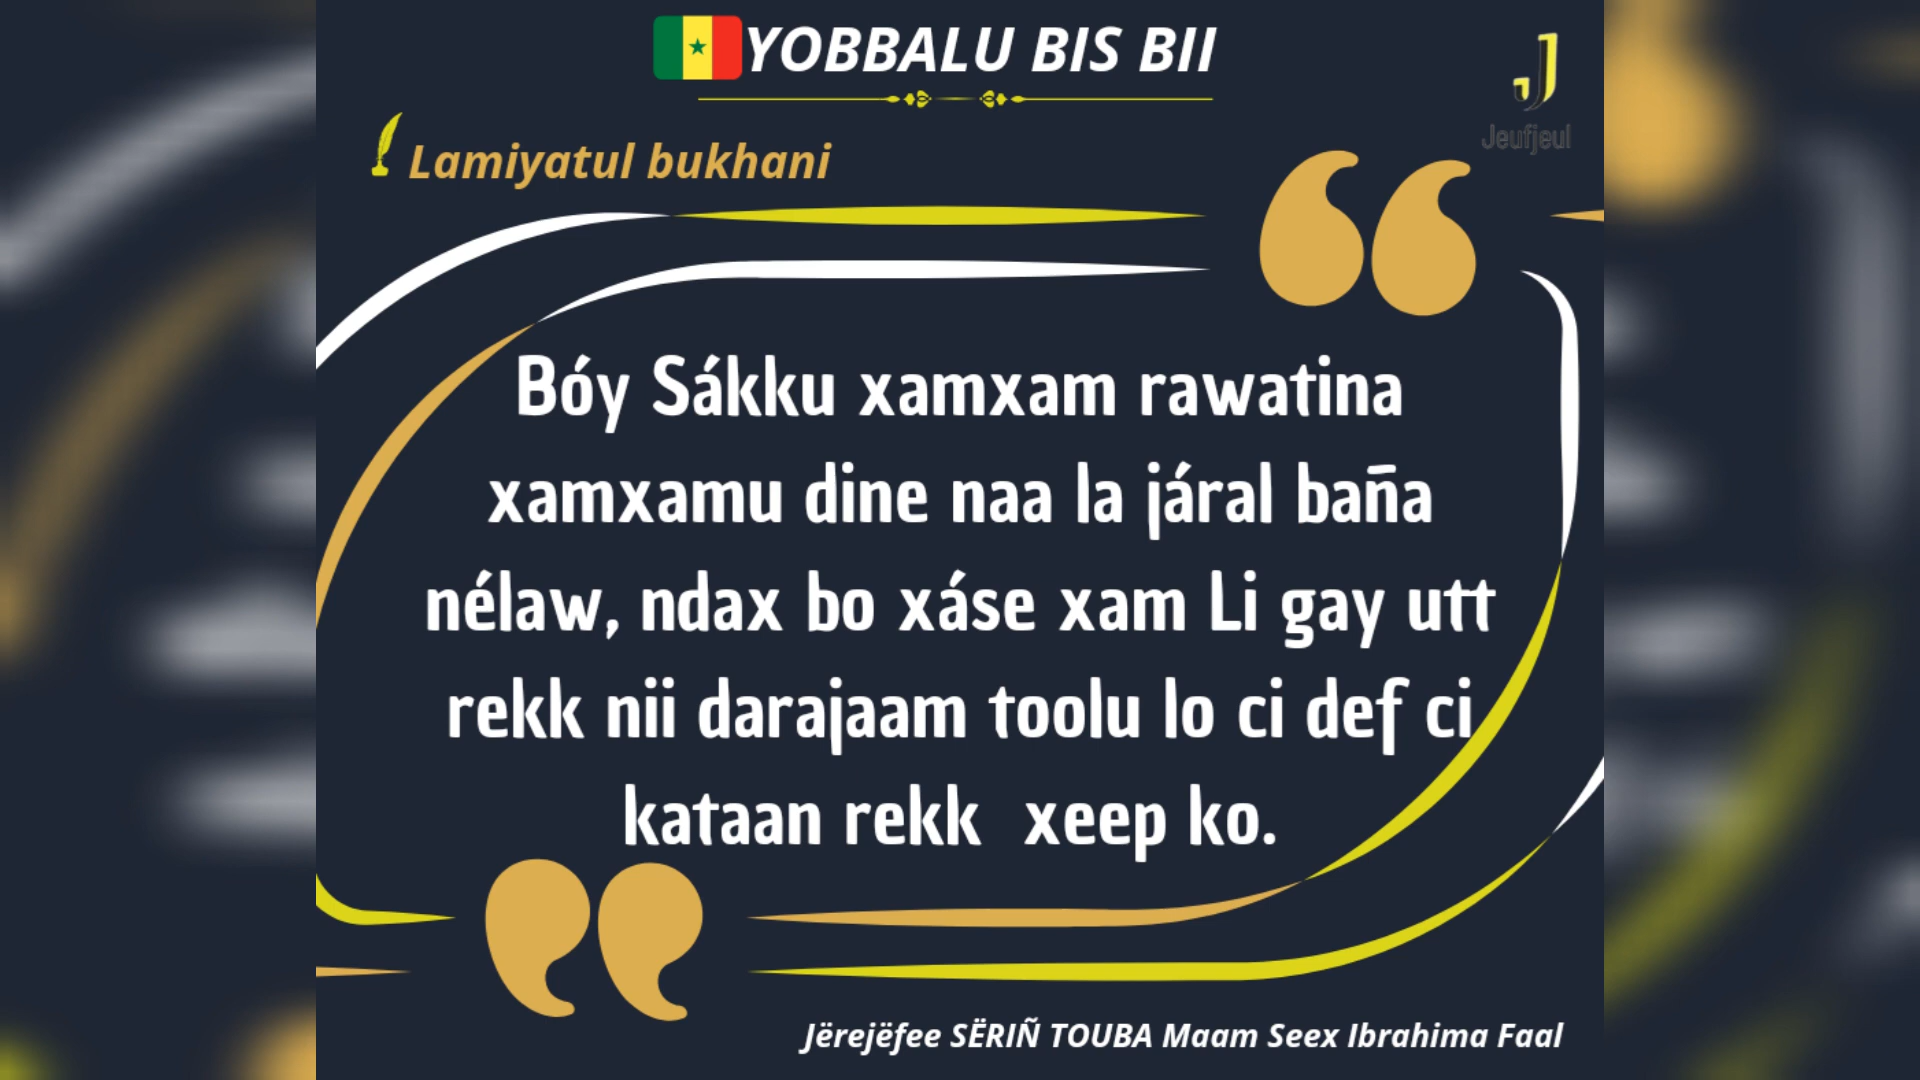 YOBBALU BIS BII
Jeufjeul
Lamiyatul bukhani
Bóy Sákku xamxam rawatina
xamxamu dine naa la járal baña
nélaw, ndax bo xáse xam Li gay utt
rekk nii darajaam toolu lo ci def ci
kataan rekk xeep ko.
Jërejëfee SËRIÑ TOUBA Maam Seex Ibrahima Faal